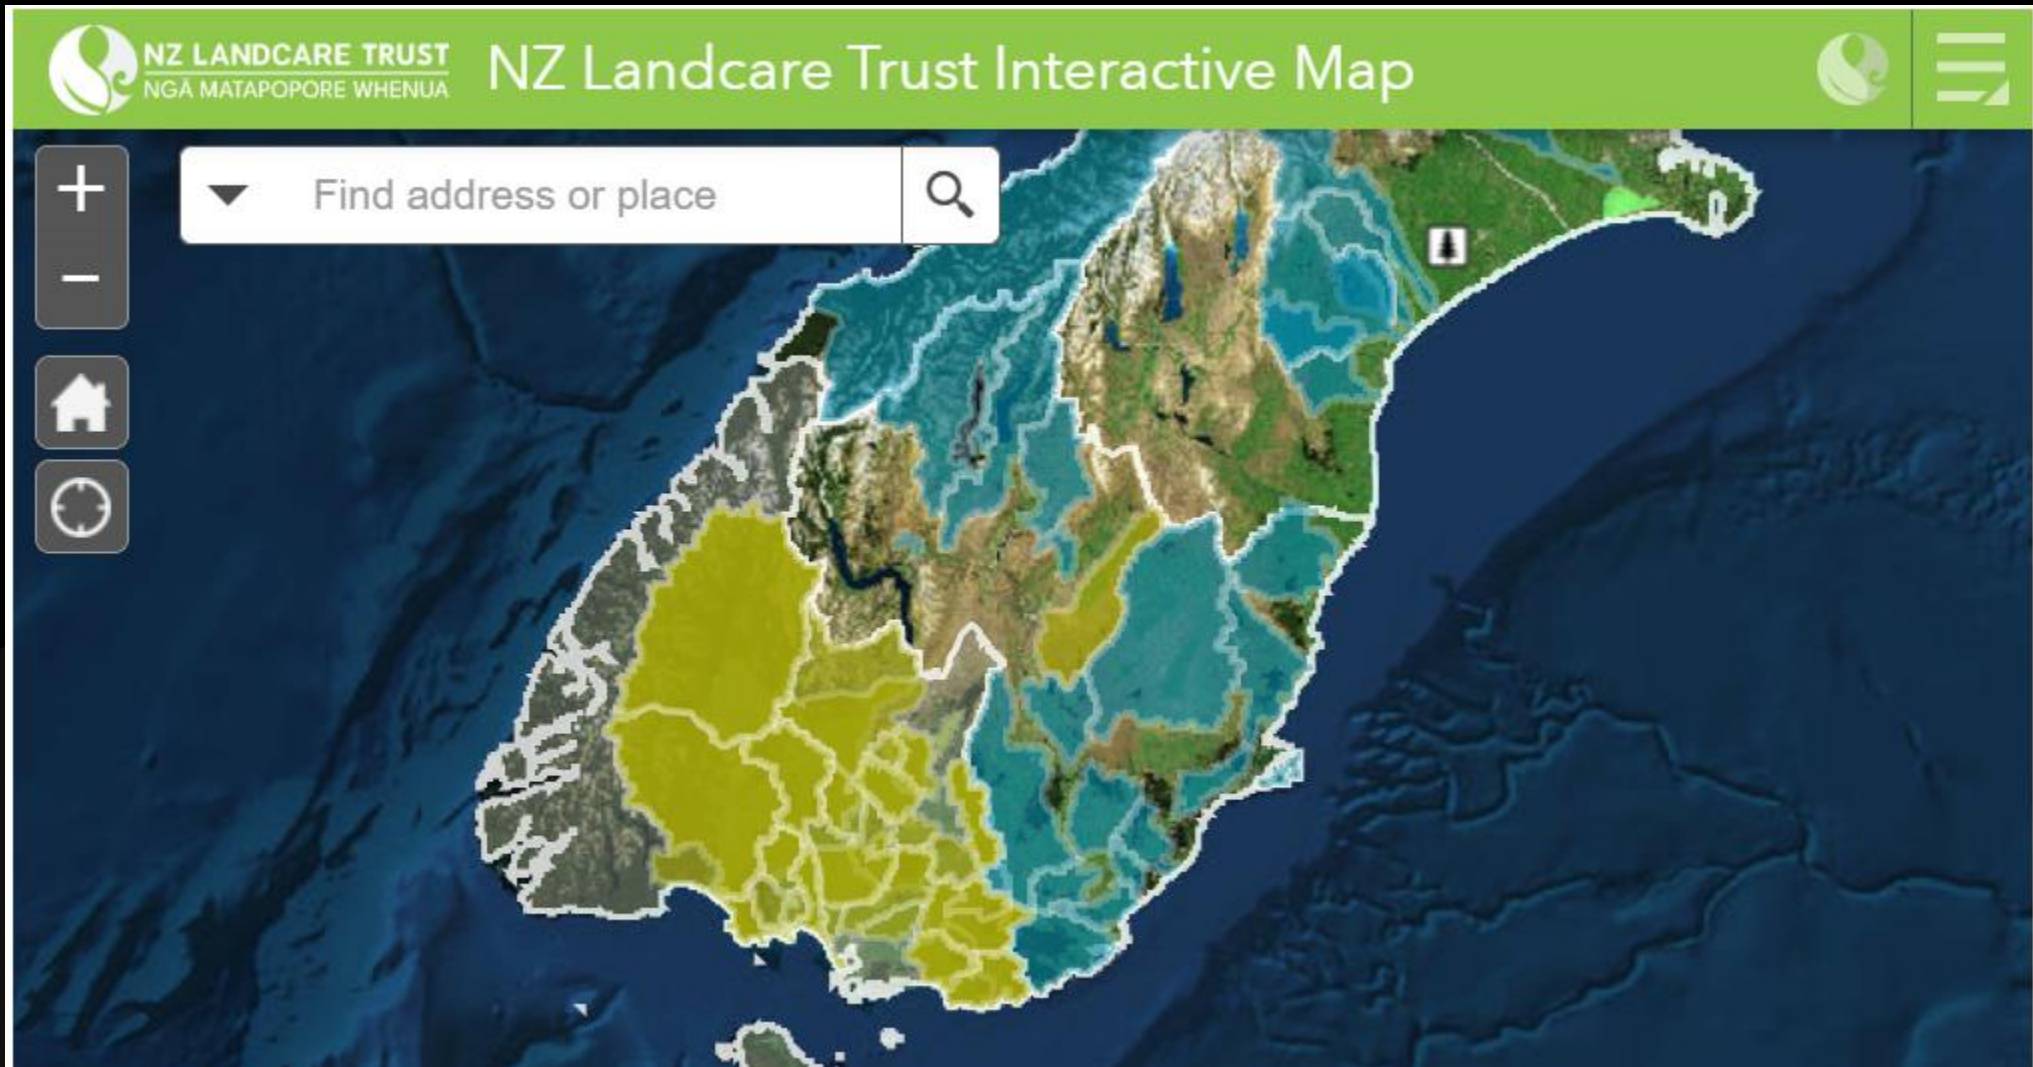 NZ LANDCARE TRUST
NGĀ MATAPOPORE WHENUA
NZ Landcare Trust Interactive Map
Find address or place